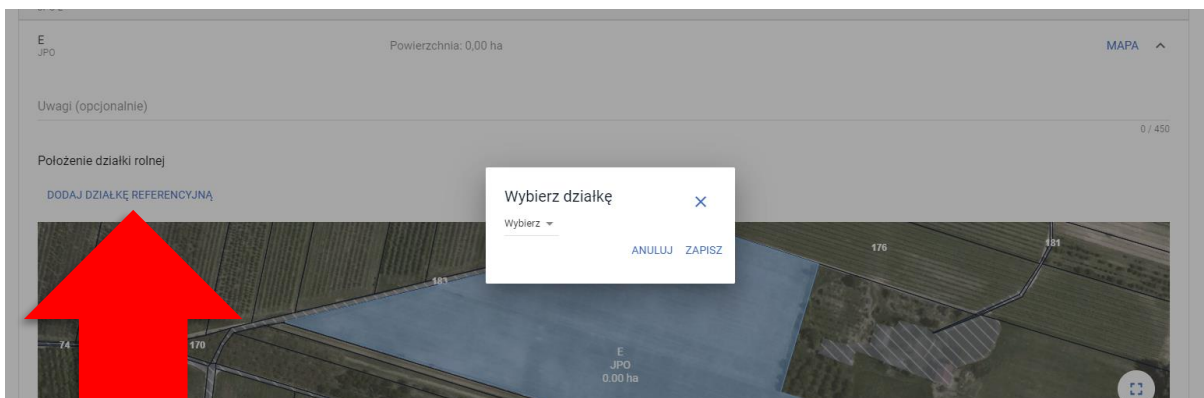 E
JPO
Powierzchnia: 0,00 ha
MAPA
Uwagi (opcjonalnie)
0 / 450
Położenie działki rolnej
DODAJ DZIAŁKĘ REFERENCYJNĄ
Wybierz działkę
Wybierz
ANULUJ ZAPISZ
176
181
183
74
170
E
JPO
0.00 ha